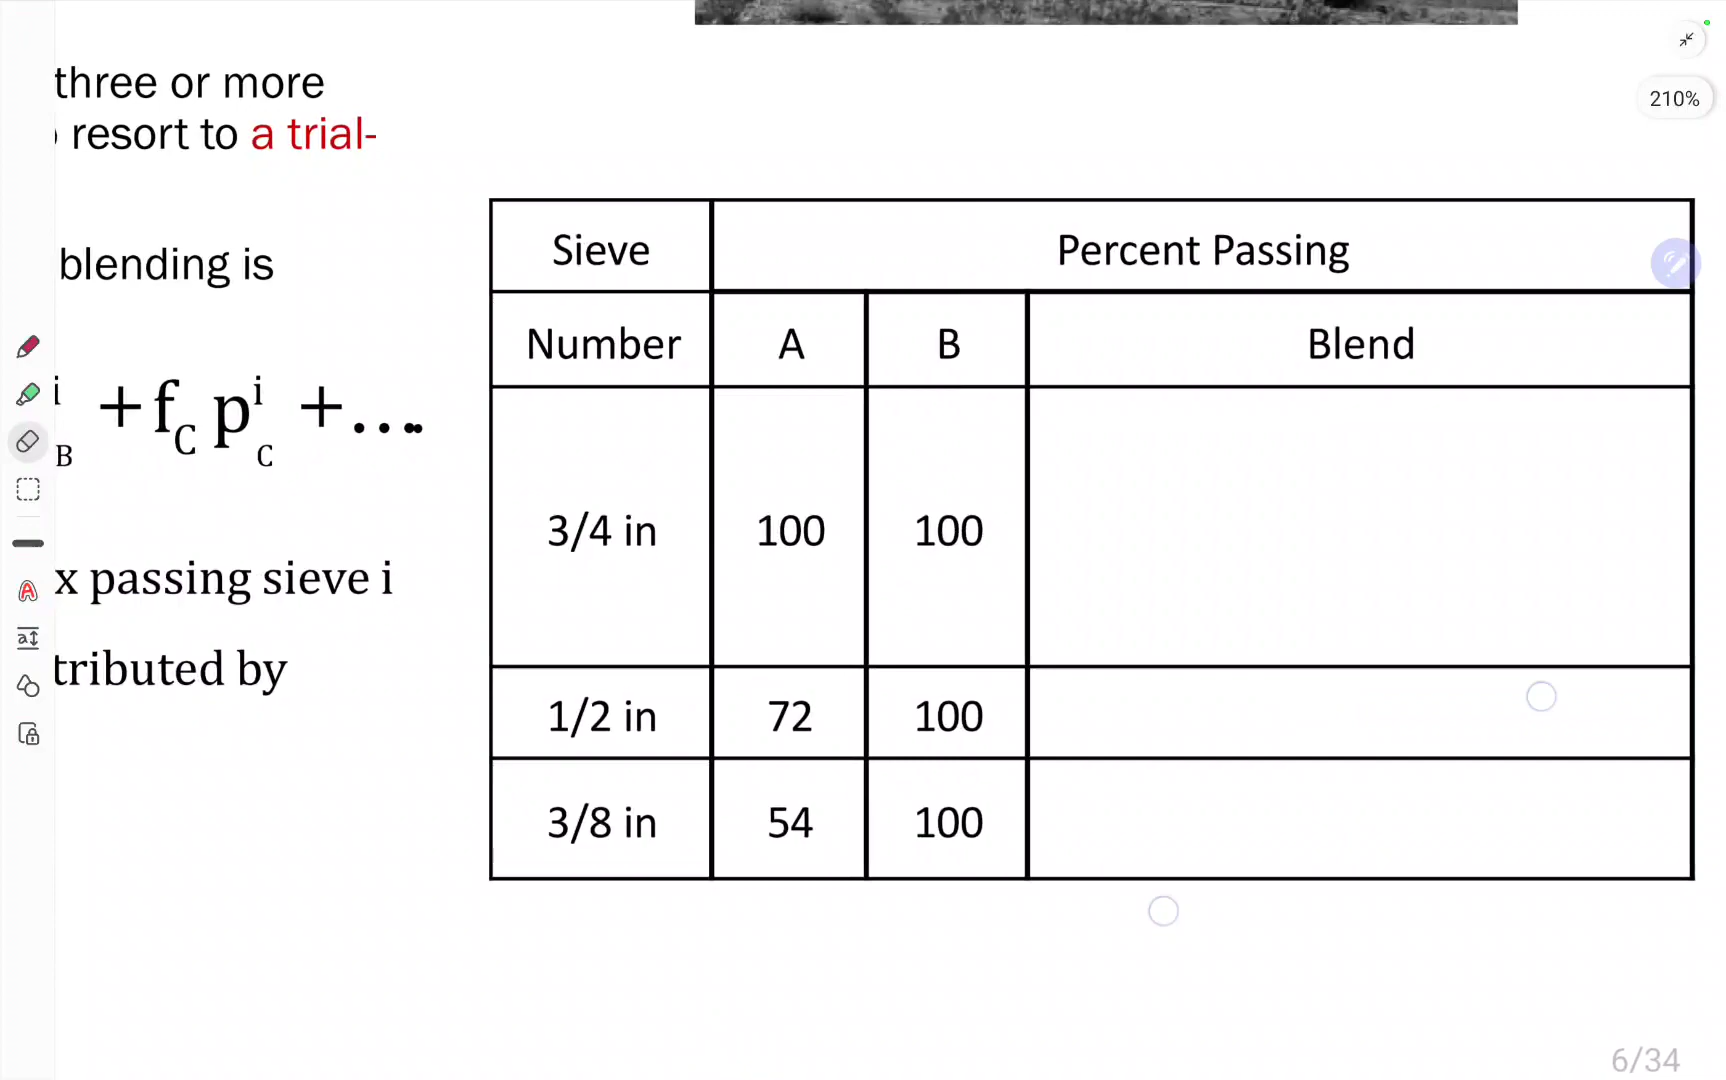 three or more
resort to a trial-
blending is
i + f_C p^i_C + ....
B
x passing sieve i
tributed by
210%
Sieve Percent Passing
Number A B Blend
3/4 in 100 100
1/2 in 72 100
3/8 in 54 100
6/34